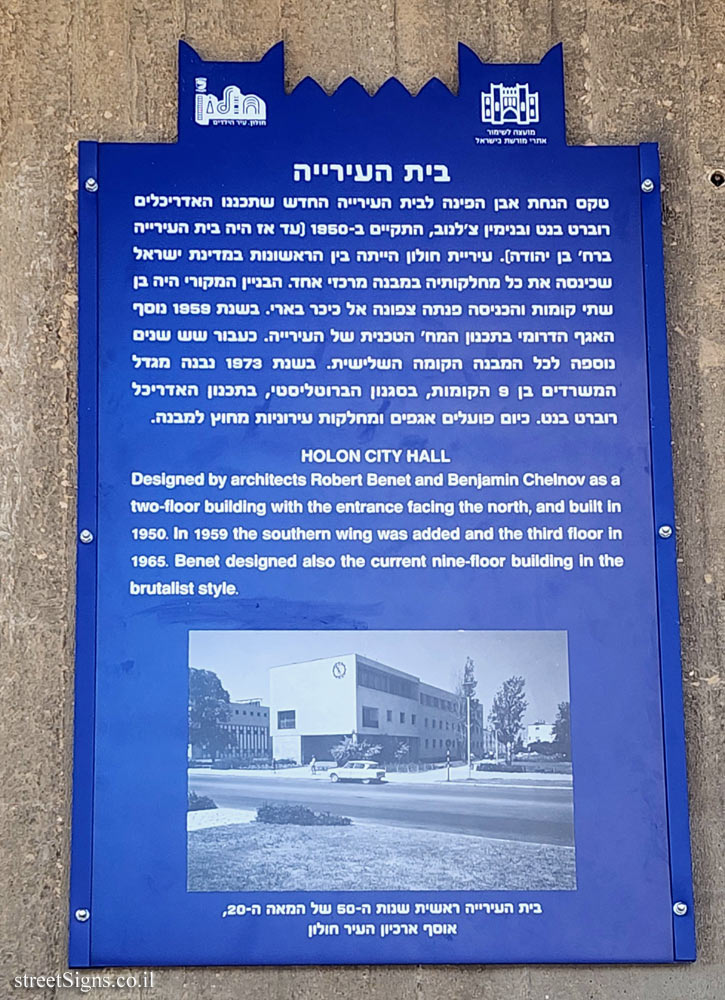 חולון
חולון. עיר הילדים
מועצה לשימור
אתרי מורשת בישראל
בית העירייה
טקס הנחת אבן הפינה לבית העירייה החדש שתכננו האדריכלים
רוברט בנט ובנימין צ'לנוב, התקיים ב-1950 (עד אז היה בית העירייה
ברח' בן יהודה). עיריית חולון הייתה בין הראשונות במדינת ישראל
שכינסה את כל מחלקותיה במבנה מרכזי אחד. הבניין המקורי היה בן
שתי קומות והכניסה פנתה צפונה אל כיכר בארי. בשנת 1959 נוסף
האגף הדרומי בתכנון המח' הטכנית של העירייה. כעבור שש שנים
נוספה לכל המבנה הקומה השלישית. בשנת 1973 נבנה מגדל
המשרדים בן 9 הקומות, בסגנון הברוטליסטי, בתכנון האדריכל
רוברט בנט. כיום פועלים אגפים ומחלקות עירוניות מחוץ למבנה.
HOLON CITY HALL
Designed by architects Robert Benet and Benjamin Chelnov as a
two-floor building with the entrance facing the north, and built in
1950. In 1959 the southern wing was added and the third floor in
1965. Benet designed also the current nine-floor building in the
brutalist style.
בית העירייה ראשית שנות ה-50 של המאה ה-20,
אוסף ארכיון העיר חולון
streetSigns.co.il